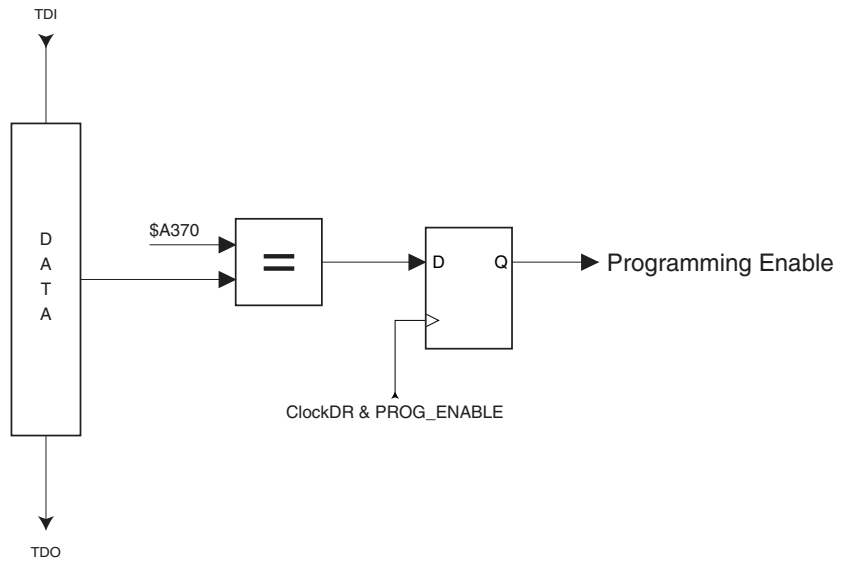 TDI
D
A
T
A
$A370
=
D
Q
Programming Enable
ClockDR & PROG_ENABLE
TDO